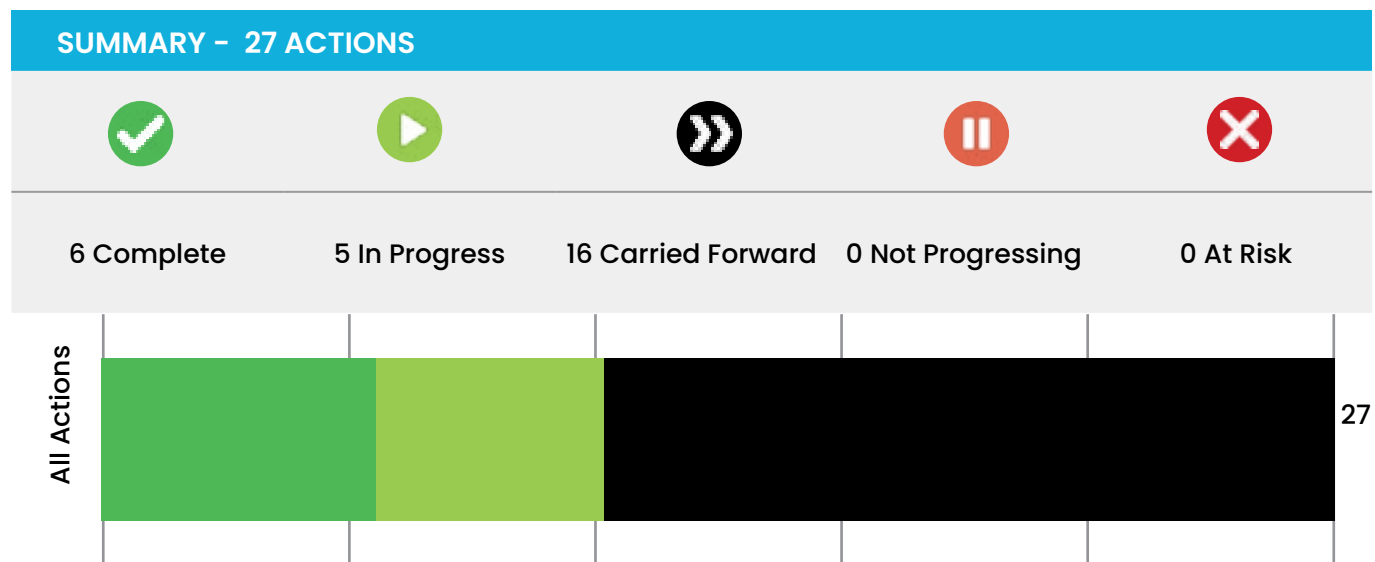 SUMMARY - 27 ACTIONS
6 Complete
5 In Progress
16 Carried Forward
0 Not Progressing
0 At Risk
All Actions
27